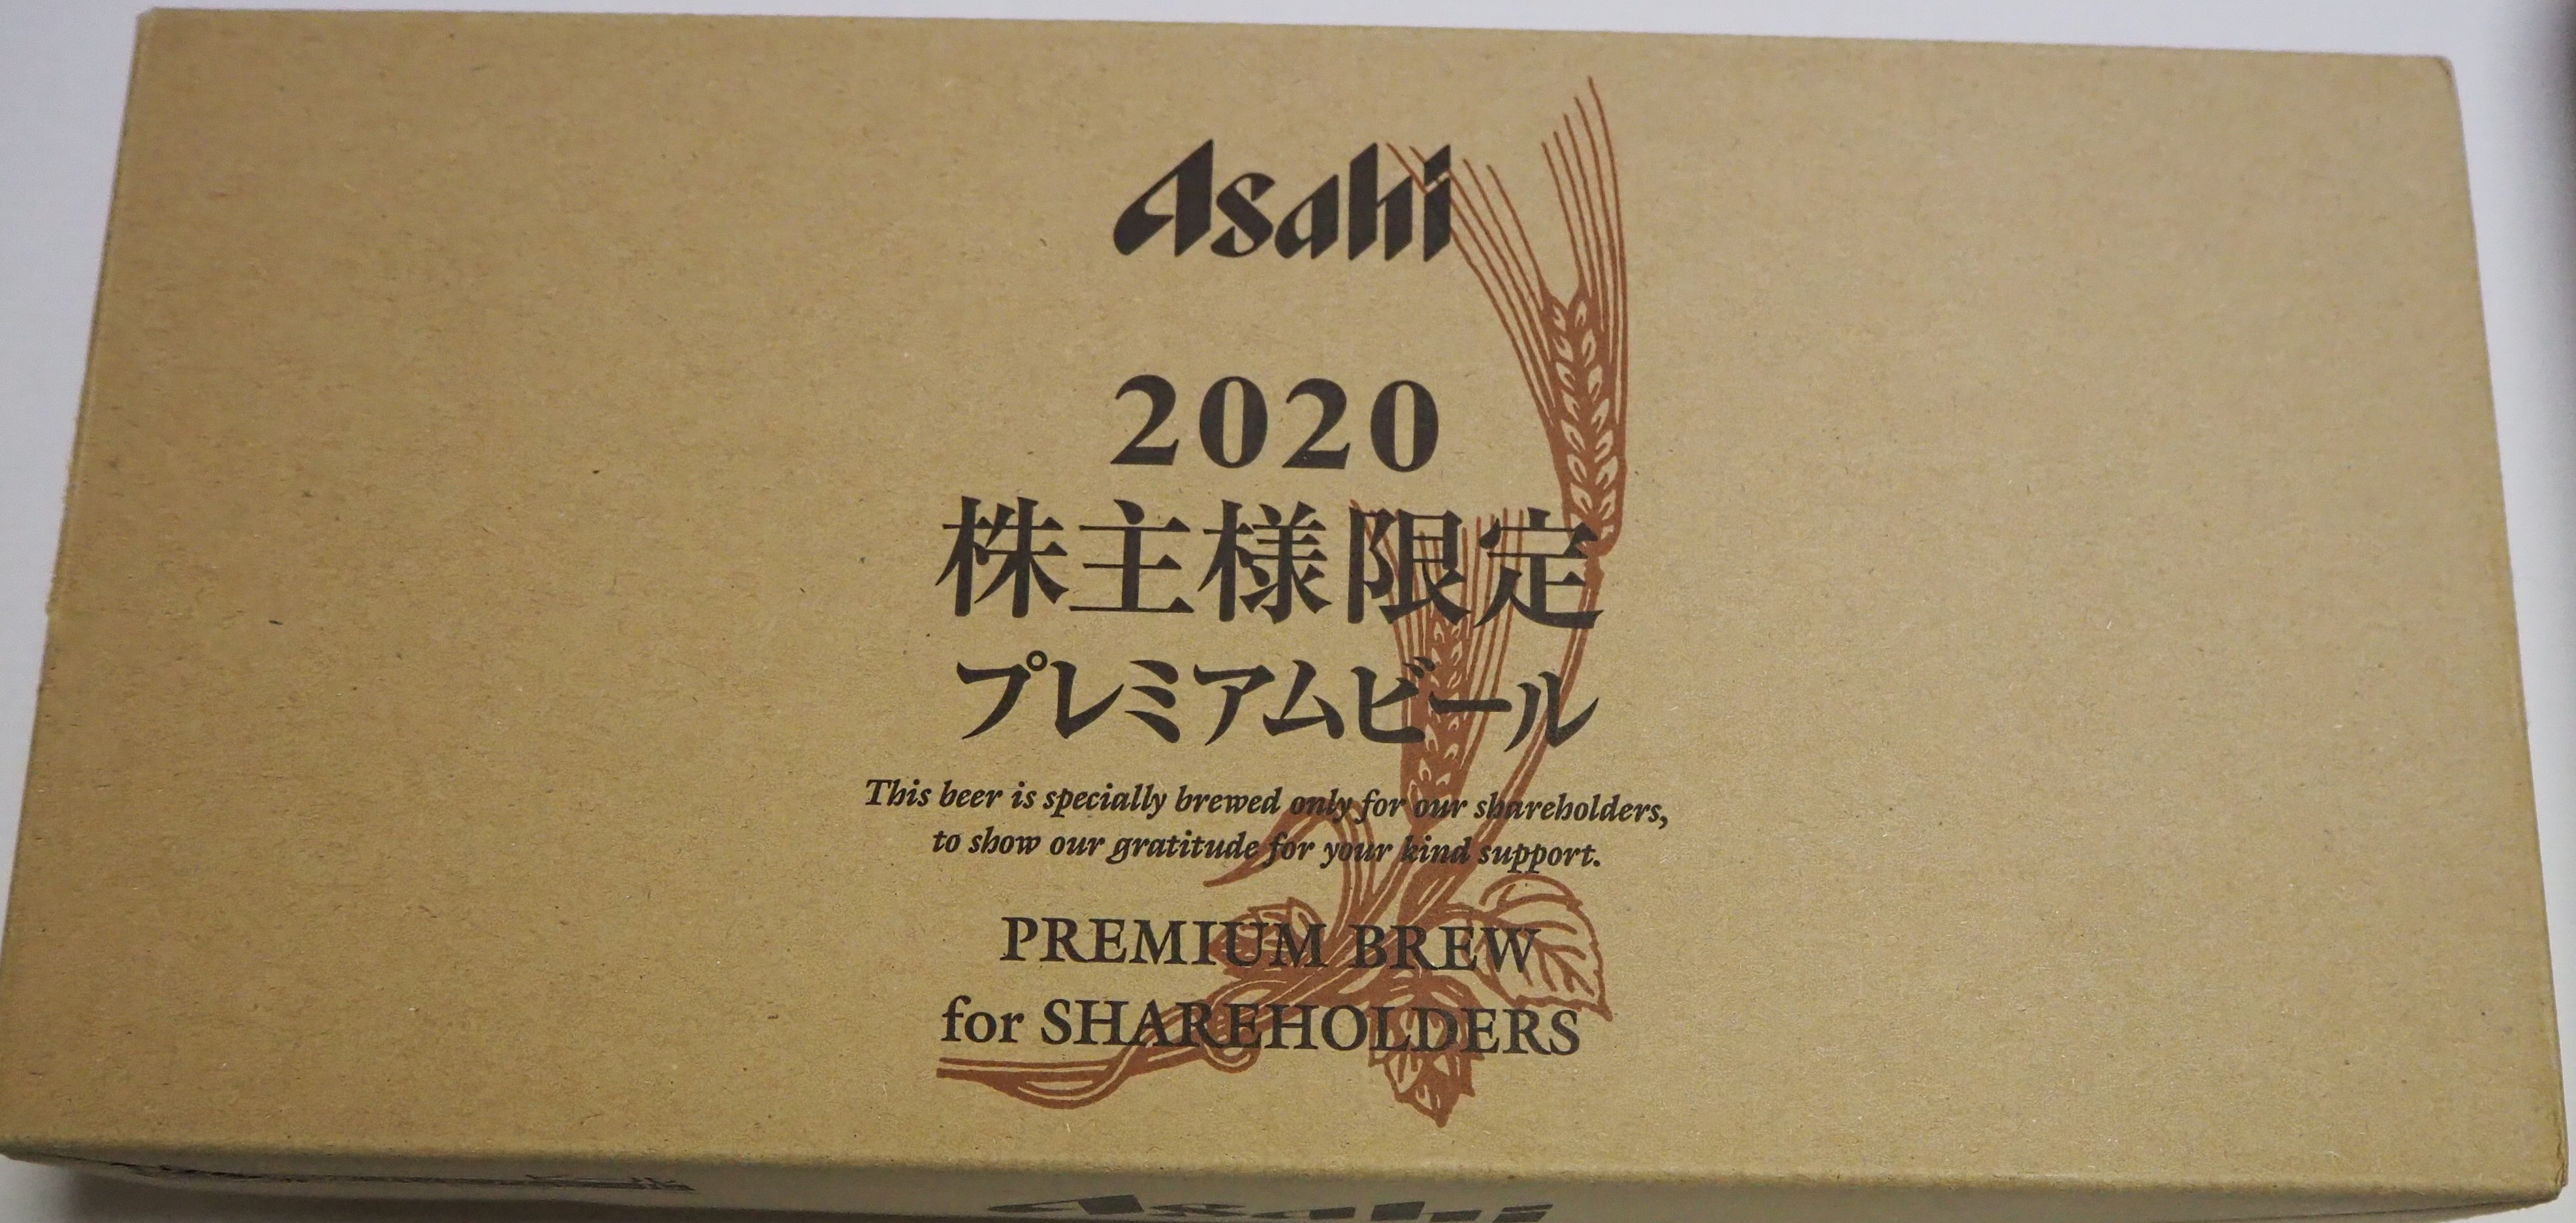 Asahi
2020
株主様限定
プレミアムビール
This beer is specially brewed only for our shareholders,
to show our gratitude for your kind support.
PREMIUM BREW
for SHAREHOLDERS
Asahi